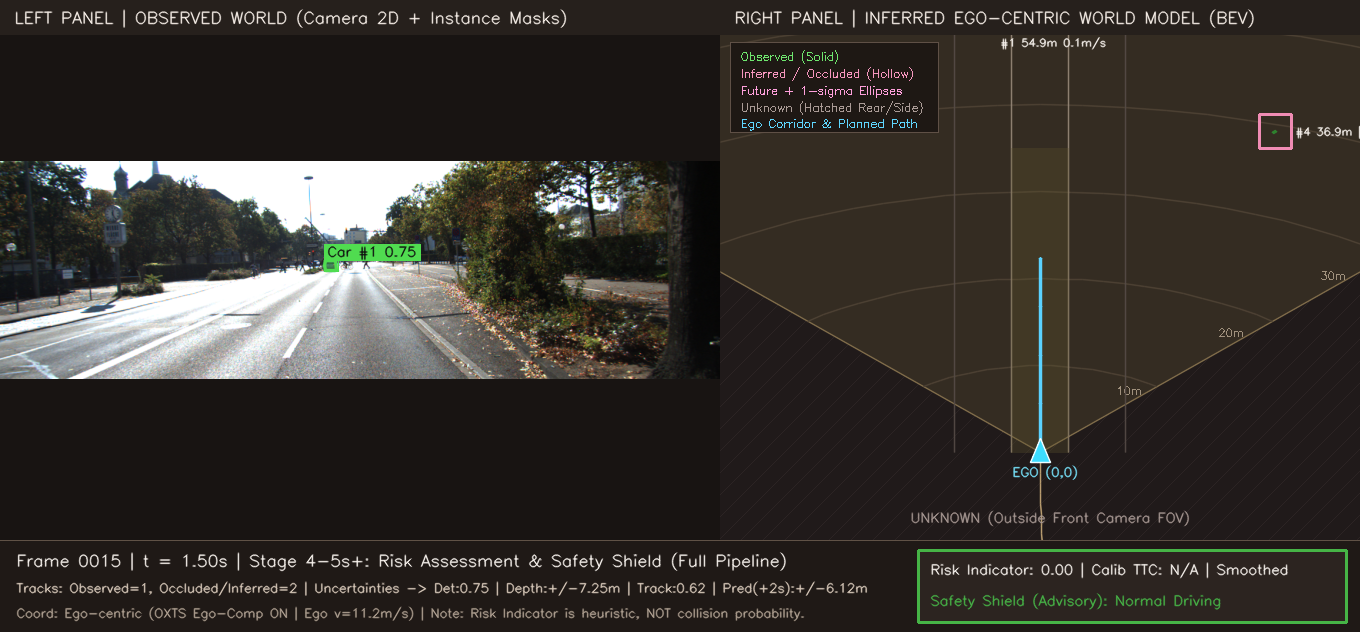 LEFT PANEL | OBSERVED WORLD (Camera 2D + Instance Masks)
RIGHT PANEL | INFERRED EGO-CENTRIC WORLD MODEL (BEV)
#1 54.9m 0.1m/s
Observed (Solid)
Inferred / Occluded (Hollow)
Future + 1-sigma Ellipses
Unknown (Hatched Rear/Side)
Ego Corridor & Planned Path
#4 36.9m |
Car #1 0.75
30m
20m
10m
EGO (0,0)
UNKNOWN (Outside Front Camera FOV)
Frame 0015 | t = 1.50s | Stage 4-5s+: Risk Assessment & Safety Shield (Full Pipeline)
Tracks: Observed=1, Occluded/Inferred=2 | Uncertainties -> Det:0.75 | Depth:+/-7.25m | Track:0.62 | Pred(+2s):+/-6.12m
Coord: Ego-centric (OXTS Ego-Comp ON | Ego v=11.2m/s) | Note: Risk Indicator is heuristic, NOT collision probability.
Risk Indicator: 0.00 | Calib TTC: N/A | Smoothed
Safety Shield (Advisory): Normal Driving